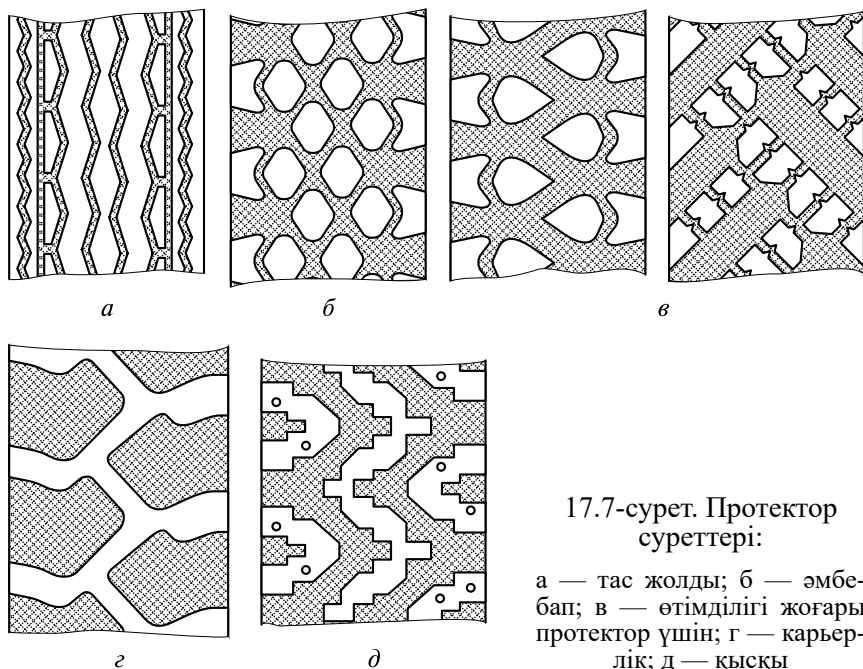 а
б
в
г
д
17.7-сурет. Протектор
суреттері:
а — тас жолды; б — әмбе-
бап; в — өтімділігі жоғары
протектор үшін; г — карьер-
лік; д — қысқы